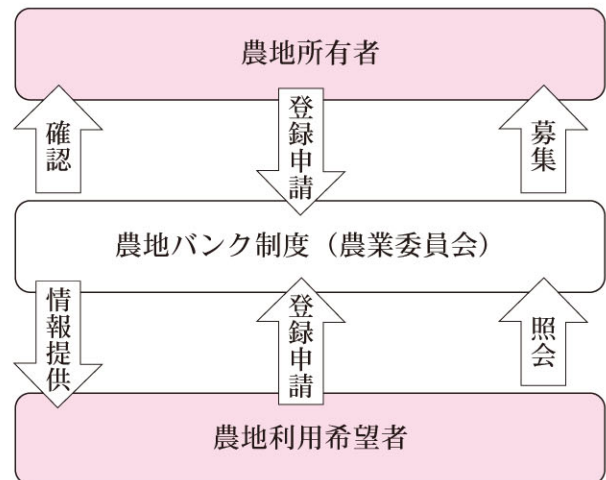 農地所有者
確認
登録申請
募集
農地バンク制度（農業委員会）
情報提供
登録申請
照会
農地利用希望者